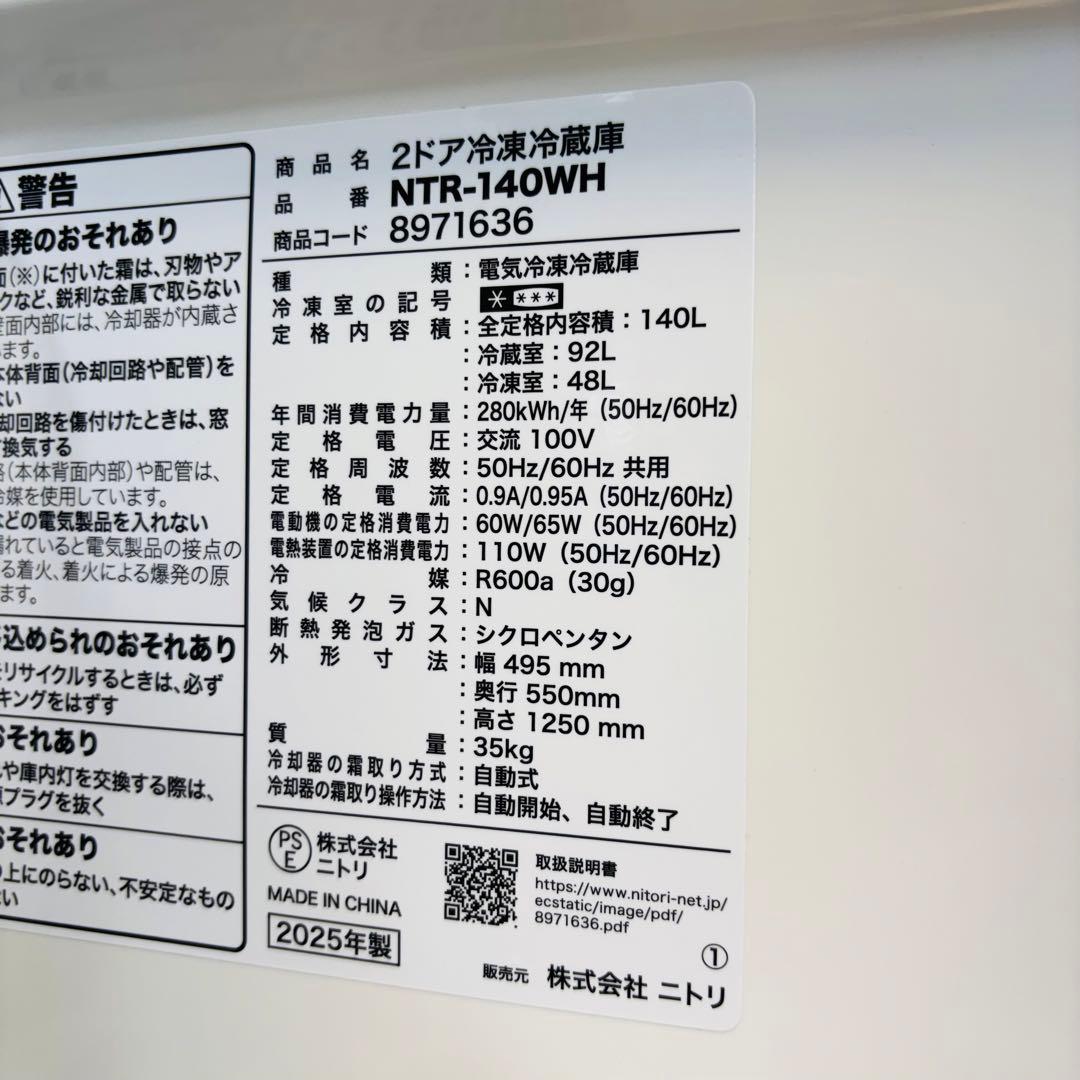 警告
爆発のおそれあり
面(※)に付いた霜は、刃物やア
クなど、鋭利な金属で取らない
壁面内部には、冷却器が内蔵さ
います。
本体背面(冷却回路や配管)を
ない
却回路を傷付けたときは、窓
て換気する
路(本体背面内部)や配管は、
冷媒を使用しています。
などの電気製品を入れない
漏れていると電気製品の接点の
る着火、着火による爆発の原
ます。
込められのおそれあり
をリサイクルするときは、必ず
キングをはずす
おそれあり
や庫内灯を交換する際は、
源プラグを抜く
おそれあり
の上にのらない、不安定なもの
ない
商品名 2ドア冷凍冷蔵庫
品番 NTR-140WH
商品コード 8971636
種類:電気冷凍冷蔵庫
冷凍室の記号 * ***
定格内容積:全定格内容積:140L
:冷蔵室:92L
:冷凍室:48L
年間消費電力量:280kWh/年(50Hz/60Hz)
定格電圧:交流 100V
定格周波数:50Hz/60Hz 共用
定格電流:0.9A/0.95A(50Hz/60Hz)
電動機の定格消費電力:60W/65W(50Hz/60Hz)
電熱装置の定格消費電力:110W(50Hz/60Hz)
冷媒:R600a(30g)
気候クラス:N
断熱発泡ガス:シクロペンタン
外形寸法:幅 495 mm
:奥行 550mm
:高さ 1250 mm
質量:35kg
冷却器の霜取り方式:自動式
冷却器の霜取り操作方法:自動開始、自動終了
PS
E
株式会社
ニトリ
MADE IN CHINA
2025年製
取扱説明書
https://www.nitori-net.jp/
ecstatic/image/pdf/
8971636.pdf
①
販売元 株式会社 ニトリ